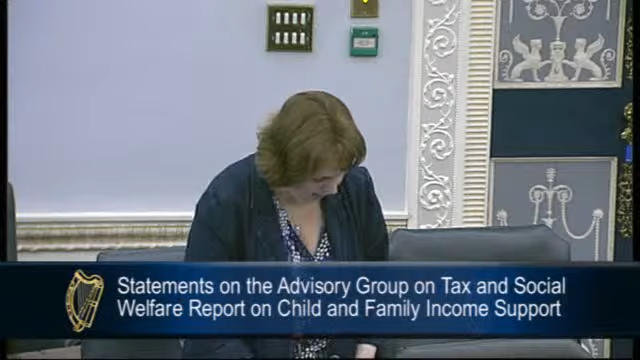 Statements on the Advisory Group on Tax and Social
Welfare Report on Child and Family Income Support